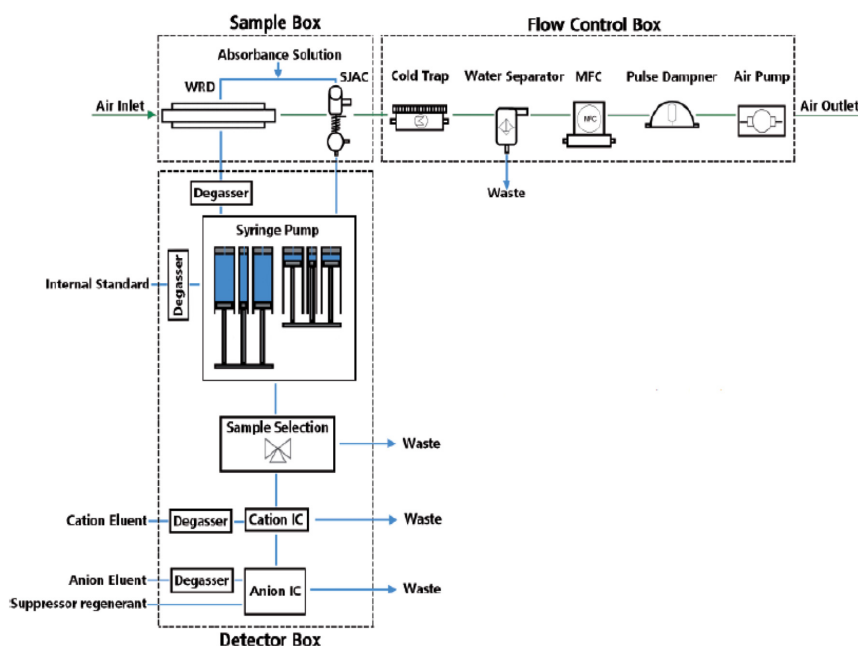 Sample Box
Flow Control Box
Absorbance Solution
WRD
SJAC
Cold Trap
Water Separator
MFC
Pulse Dampner
Air Pump
Air Inlet
Air Outlet
MFC
Waste
Degasser
Syringe Pump
Internal Standard
Degasser
Sample Selection
Waste
Cation Eluent
Degasser
Cation IC
Waste
Anion Eluent
Degasser
Anion IC
Waste
Suppressor regenerant
Detector Box